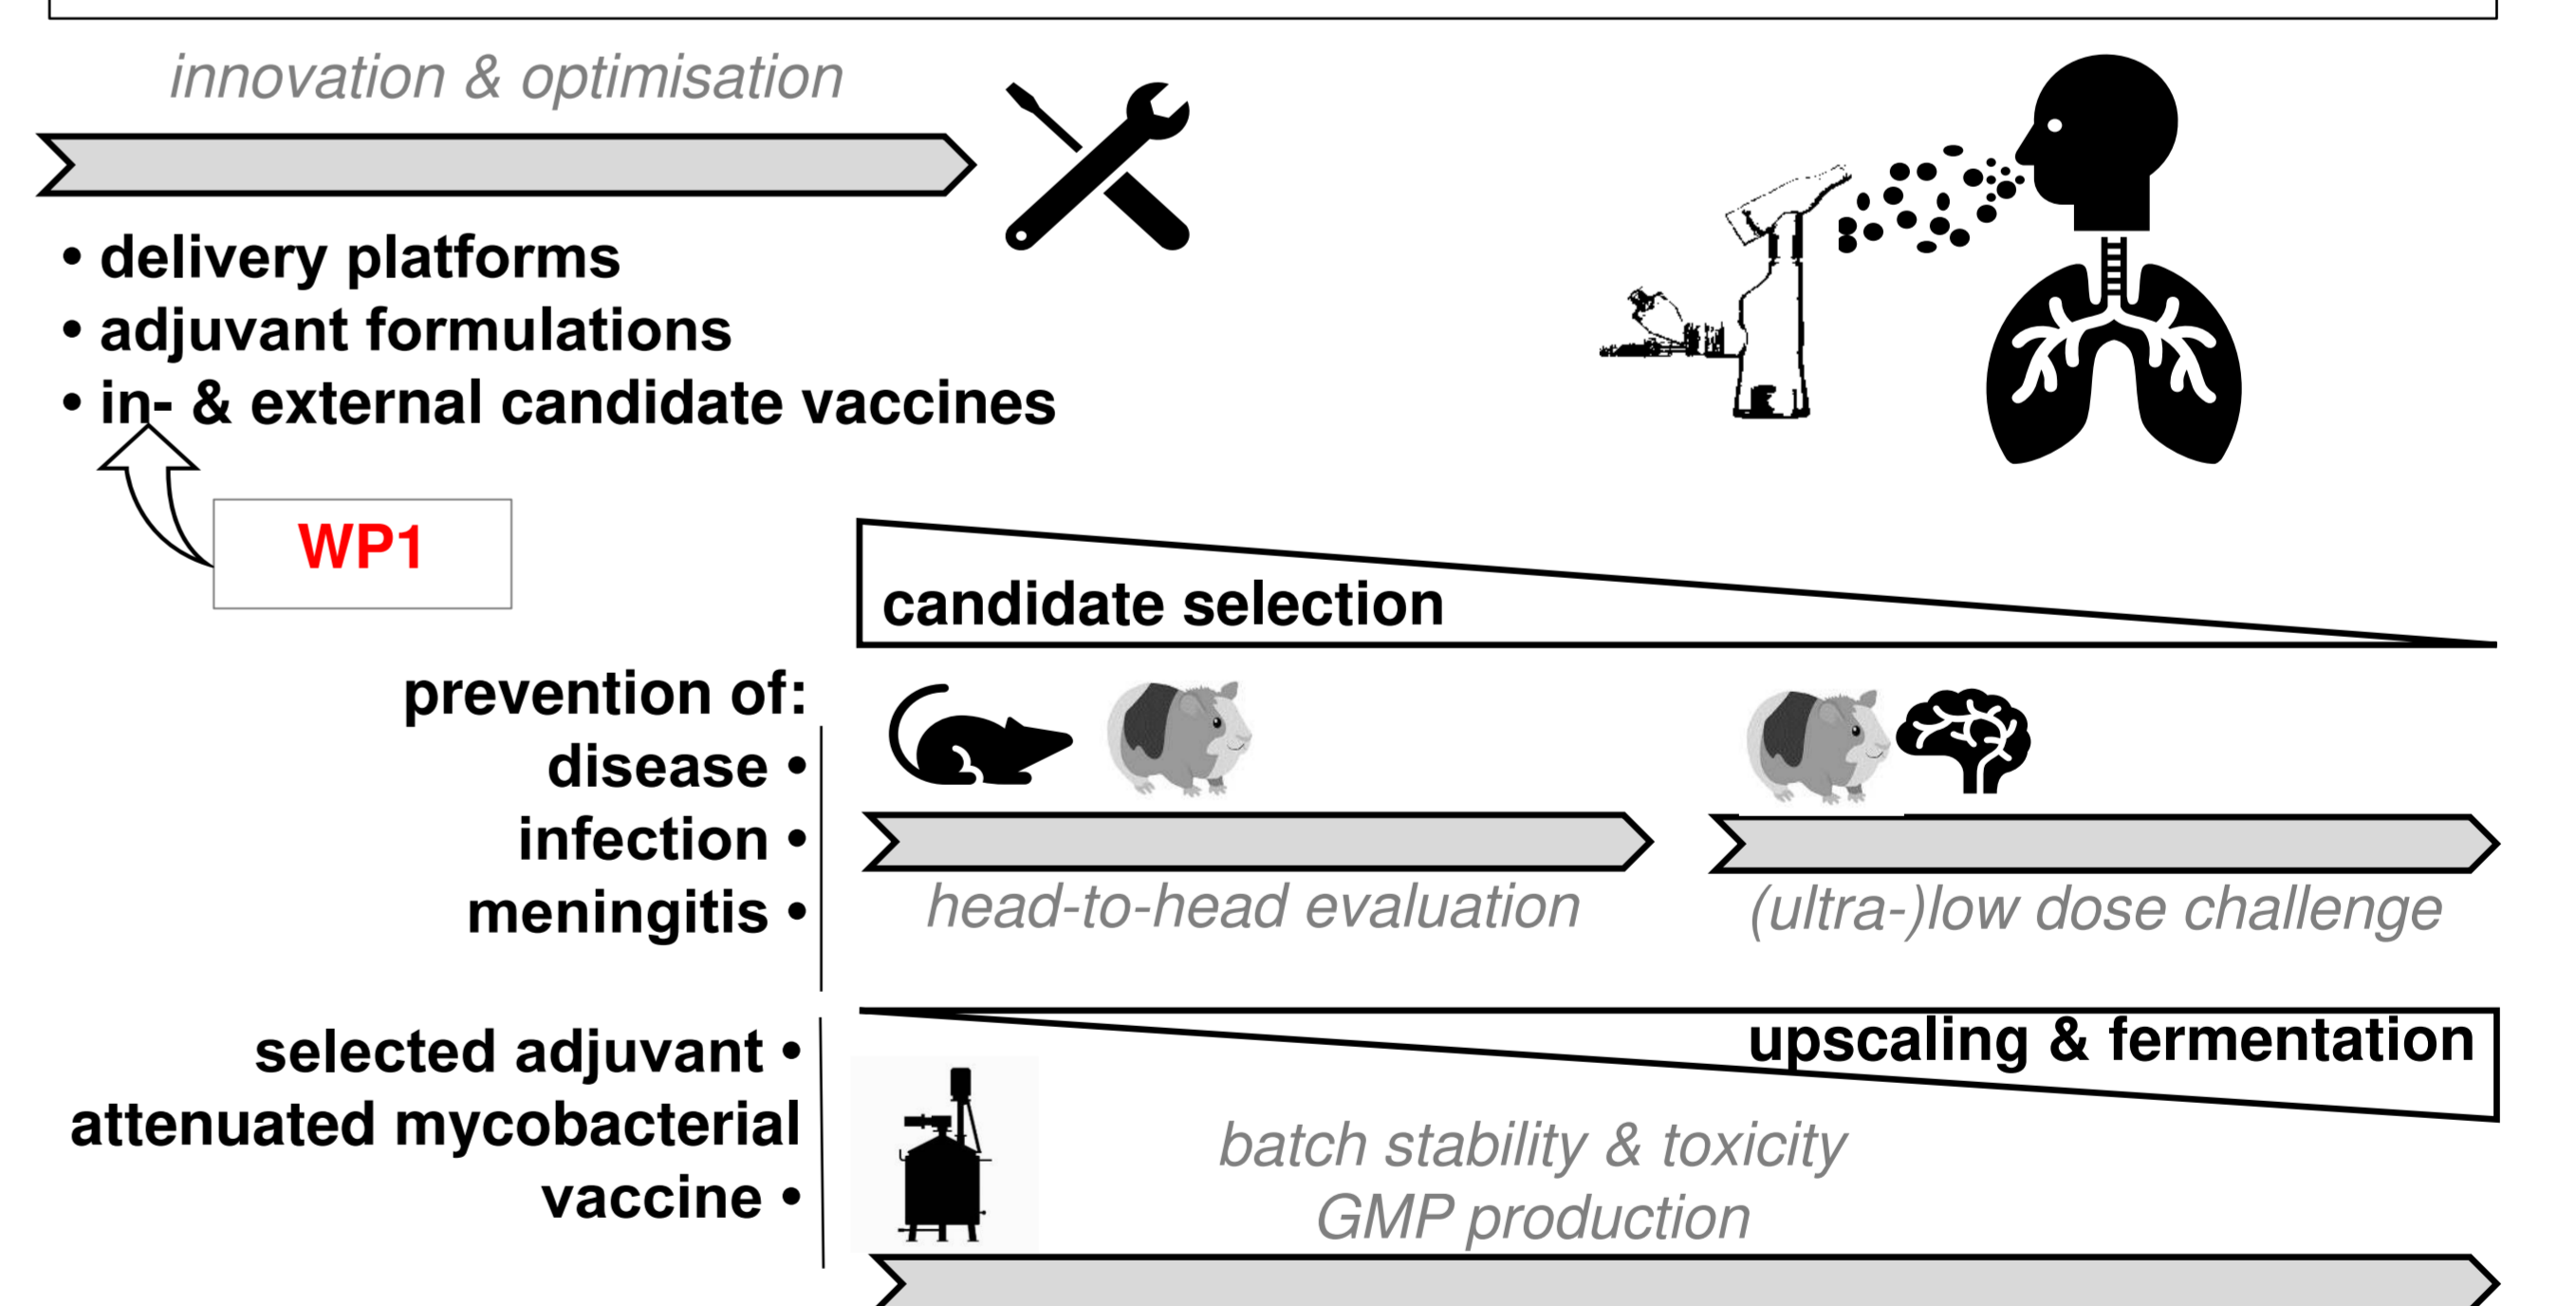 innovation & optimisation
• delivery platforms
• adjuvant formulations
• in- & external candidate vaccines
WP1
candidate selection
prevention of:
disease •
infection •
meningitis •
head-to-head evaluation
(ultra-)low dose challenge
upscaling & fermentation
selected adjuvant •
attenuated mycobacterial
vaccine •
batch stability & toxicity
GMP production